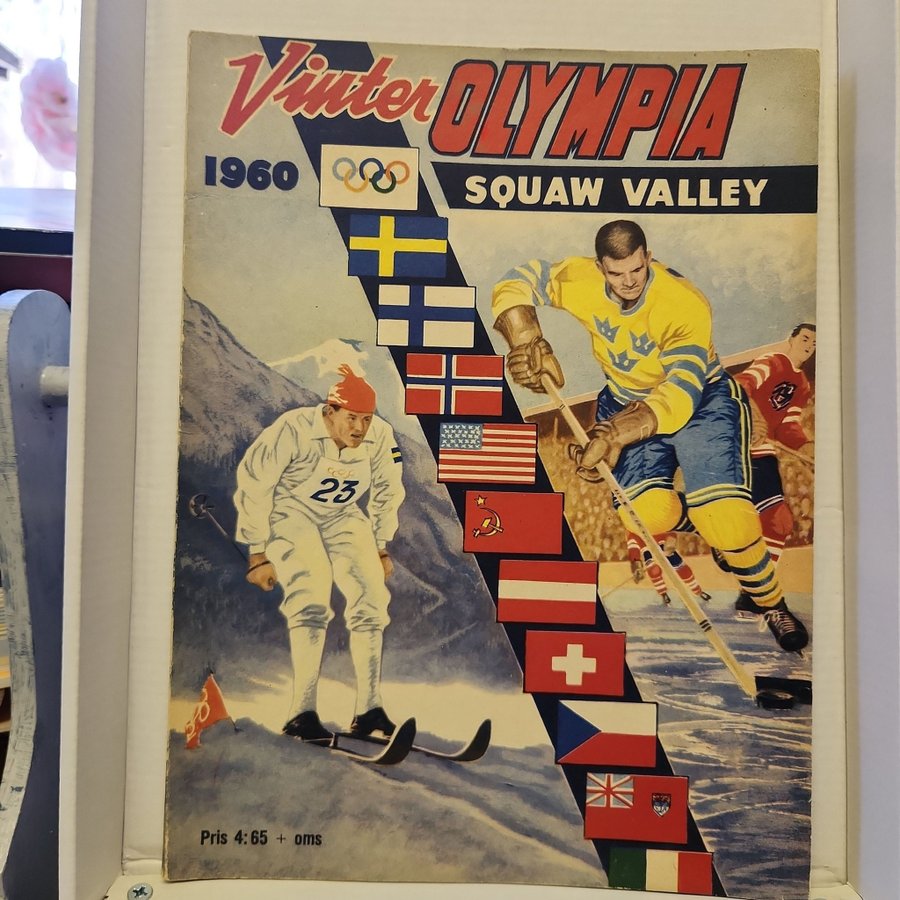 Vinter OLYMPIA
1960
SQUAW VALLEY
23
Pris 4:65 + oms